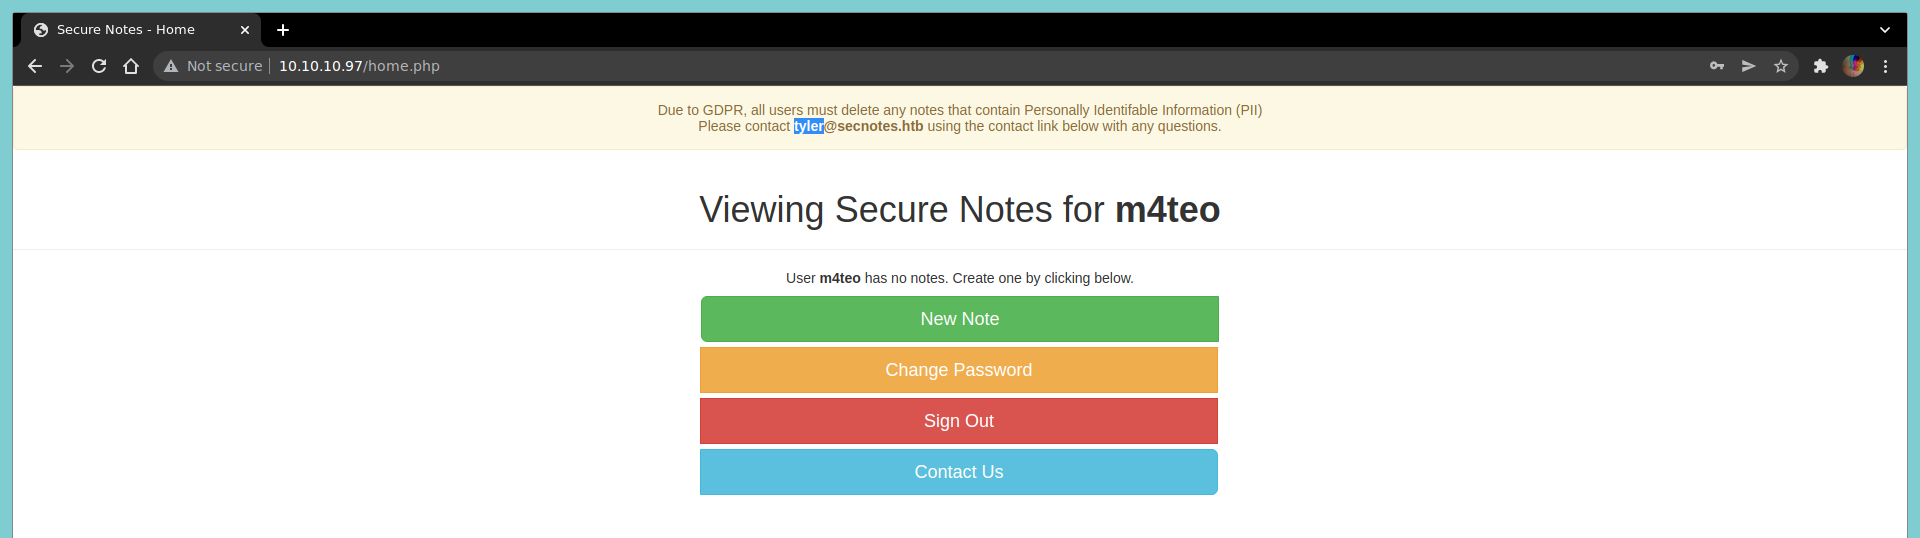 Secure Notes - Home
Not secure 10.10.10.97/home.php
Due to GDPR, all users must delete any notes that contain Personally Identifable Information (PII)
Please contact tyler@secnotes.htb using the contact link below with any questions.
Viewing Secure Notes for m4teo
User m4teo has no notes. Create one by clicking below.
New Note
Change Password
Sign Out
Contact Us